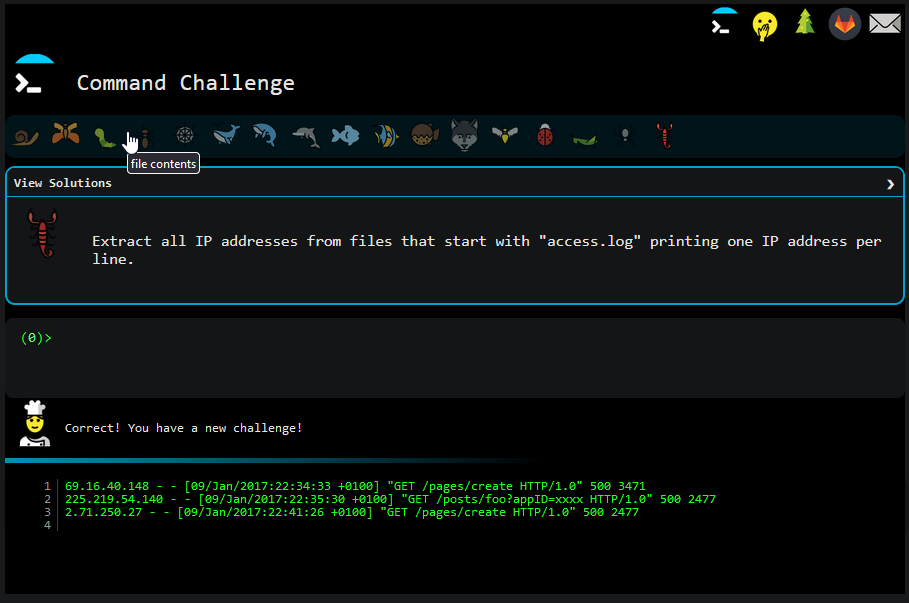 Command Challenge
file contents
View Solutions
Extract all IP addresses from files that start with "access.log" printing one IP address per
line.
(0)>
Correct! You have a new challenge!
1 69.16.40.148 - - [09/Jan/2017:22:34:33 +0100] "GET /pages/create HTTP/1.0" 500 3471
2 225.219.54.140 - - [09/Jan/2017:22:35:30 +0100] "GET /posts/foo?appID=xxxx HTTP/1.0" 500 2477
3 2.71.250.27 - - [09/Jan/2017:22:41:26 +0100] "GET /pages/create HTTP/1.0" 500 2477
4